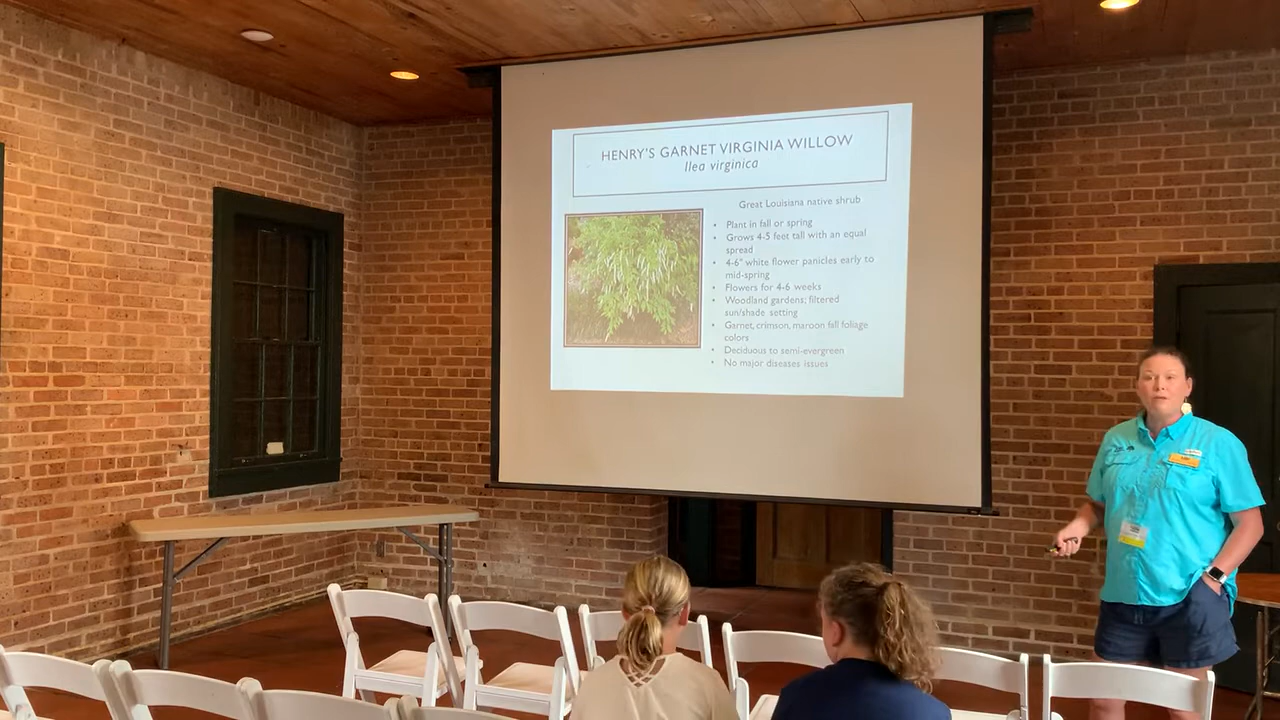 HENRY'S GARNET VIRGINIA WILLOW
Itea virginica
Great Louisiana native shrub
• Plant in fall or spring
• Grows 4-5 feet tall with an equal
spread
• 4-6" white flower panicles early to
mid-spring
• Flowers for 4-6 weeks
• Woodland gardens; filtered
sun/shade setting
• Garnet, crimson, maroon fall foliage
colors
• Deciduous to semi-evergreen
• No major diseases issues